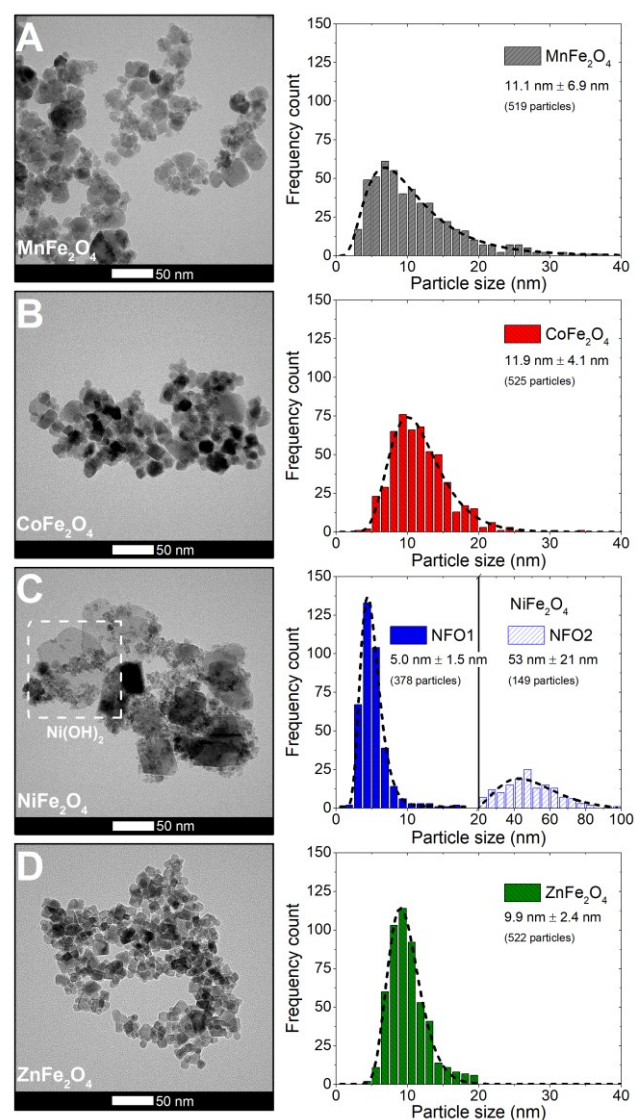 A
MnFe₂O₄
50 nm
Frequency count
150
125
100
75
50
25
0
MnFe₂O₄
11.1 nm ± 6.9 nm
(519 particles)
0 10 20 30 40
Particle size (nm)
B
CoFe₂O₄
50 nm
Frequency count
150
125
100
75
50
25
0
CoFe₂O₄
11.9 nm ± 4.1 nm
(525 particles)
0 10 20 30 40
Particle size (nm)
C
Ni(OH)₂
NiFe₂O₄
50 nm
Frequency count
150
125
100
75
50
25
0
NFO1
5.0 nm ± 1.5 nm
(378 particles)
NiFe₂O₄
NFO2
53 nm ± 21 nm
(149 particles)
0 10 20 40 60 80 100
Particle size (nm)
D
ZnFe₂O₄
50 nm
Frequency count
150
125
100
75
50
25
0
ZnFe₂O₄
9.9 nm ± 2.4 nm
(522 particles)
0 10 20 30 40
Particle size (nm)